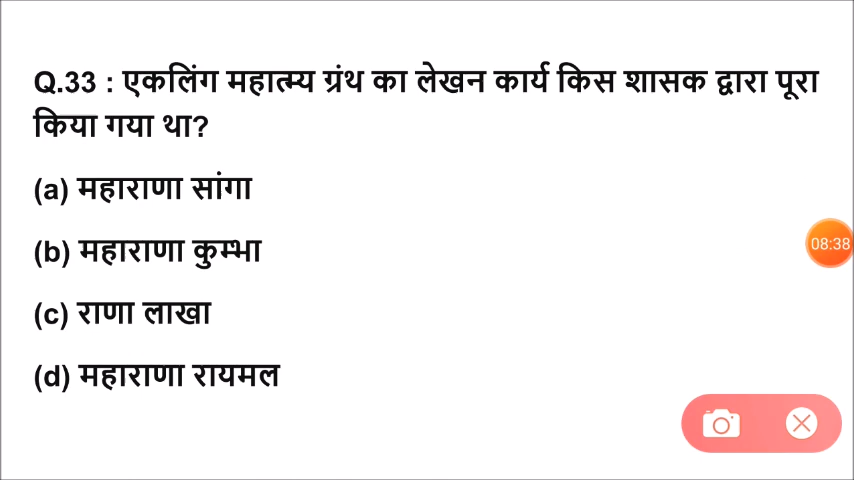 Q.33 : एकलिंग महात्म्य ग्रंथ का लेखन कार्य किस शासक द्वारा पूरा
किया गया था?
(a) महाराणा सांगा
(b) महाराणा कुम्भा
08:38
(c) राणा लाखा
(d) महाराणा रायमल